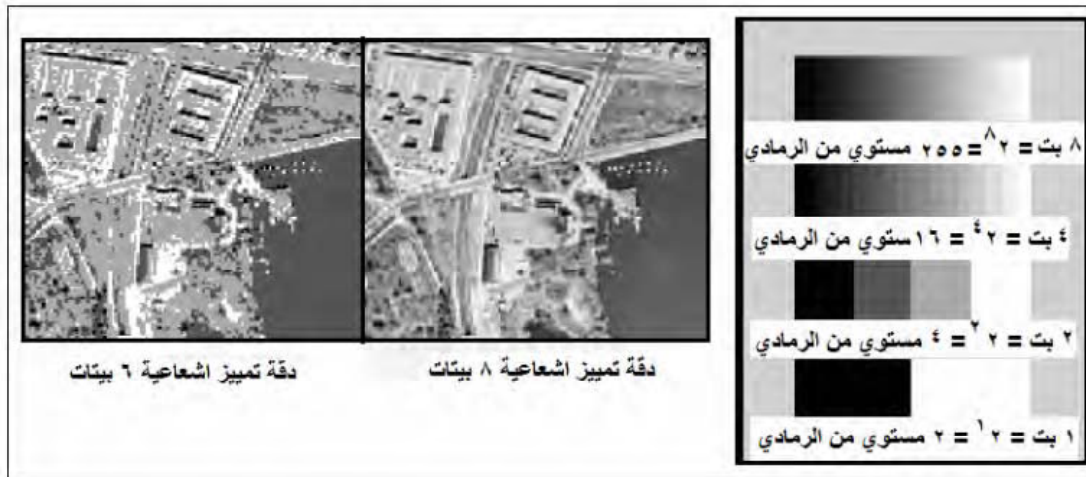 ٨ بت = ٢^٨ = ٢٥٥ مستوي من الرمادي
٤ بت = ٢^٤ = ١٦ ستوي من الرمادي
٢ بت = ٢^٢ = ٤ مستوي من الرمادي
١ بت = ٢^١ = ٢ مستوي من الرمادي
دقة تمييز اشعاعية ٨ بيتات
دقة تمييز اشعاعية ٦ بيتات